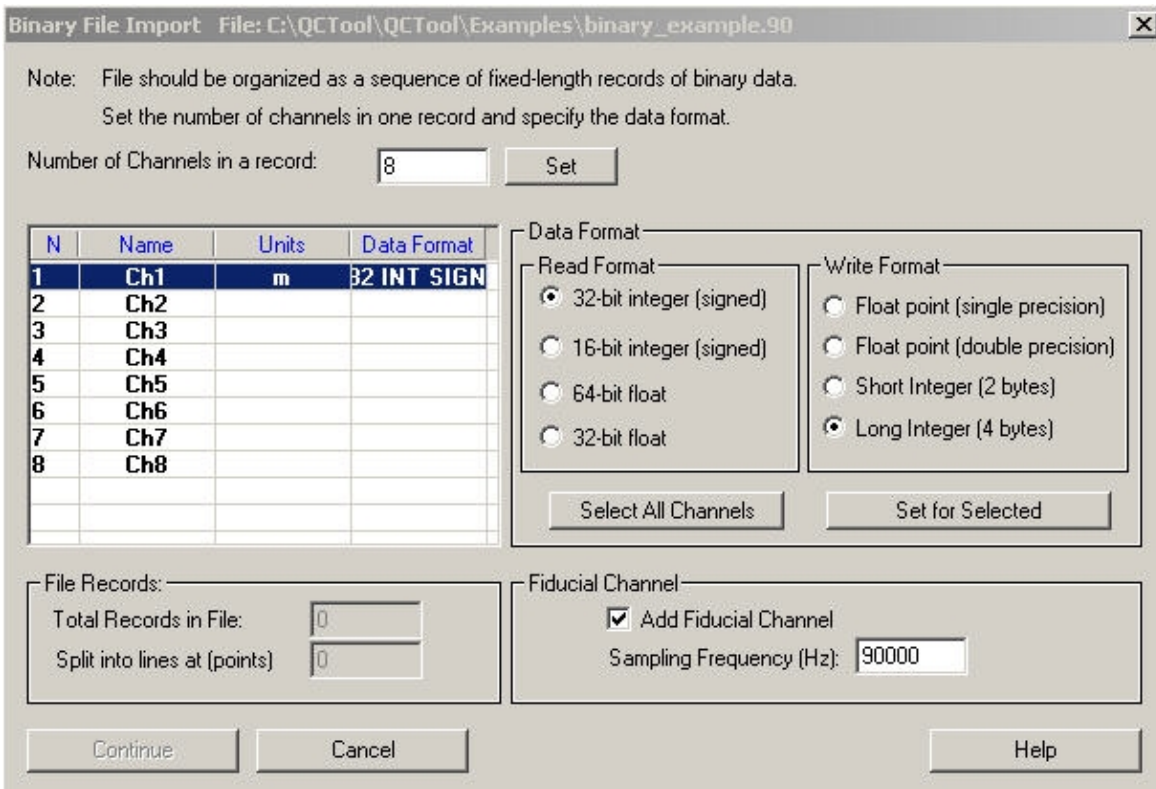 Binary File Import File: C:\QCTool\QCTool\Examples\binary_example.90
Note: File should be organized as a sequence of fixed-length records of binary data.
Set the number of channels in one record and specify the data format.
Number of Channels in a record: 8 Set
N Name Units Data Format
1 Ch1 m 32 INT SIGN
2 Ch2
3 Ch3
4 Ch4
5 Ch5
6 Ch6
7 Ch7
8 Ch8
Data Format
Read Format
32-bit integer (signed)
16-bit integer (signed)
64-bit float
32-bit float
Write Format
Float point (single precision)
Float point (double precision)
Short Integer (2 bytes)
Long Integer (4 bytes)
Select All Channels Set for Selected
File Records:
Total Records in File: 0
Split into lines at (points) 0
Fiducial Channel
Add Fiducial Channel
Sampling Frequency (Hz): 90000
Continue Cancel Help